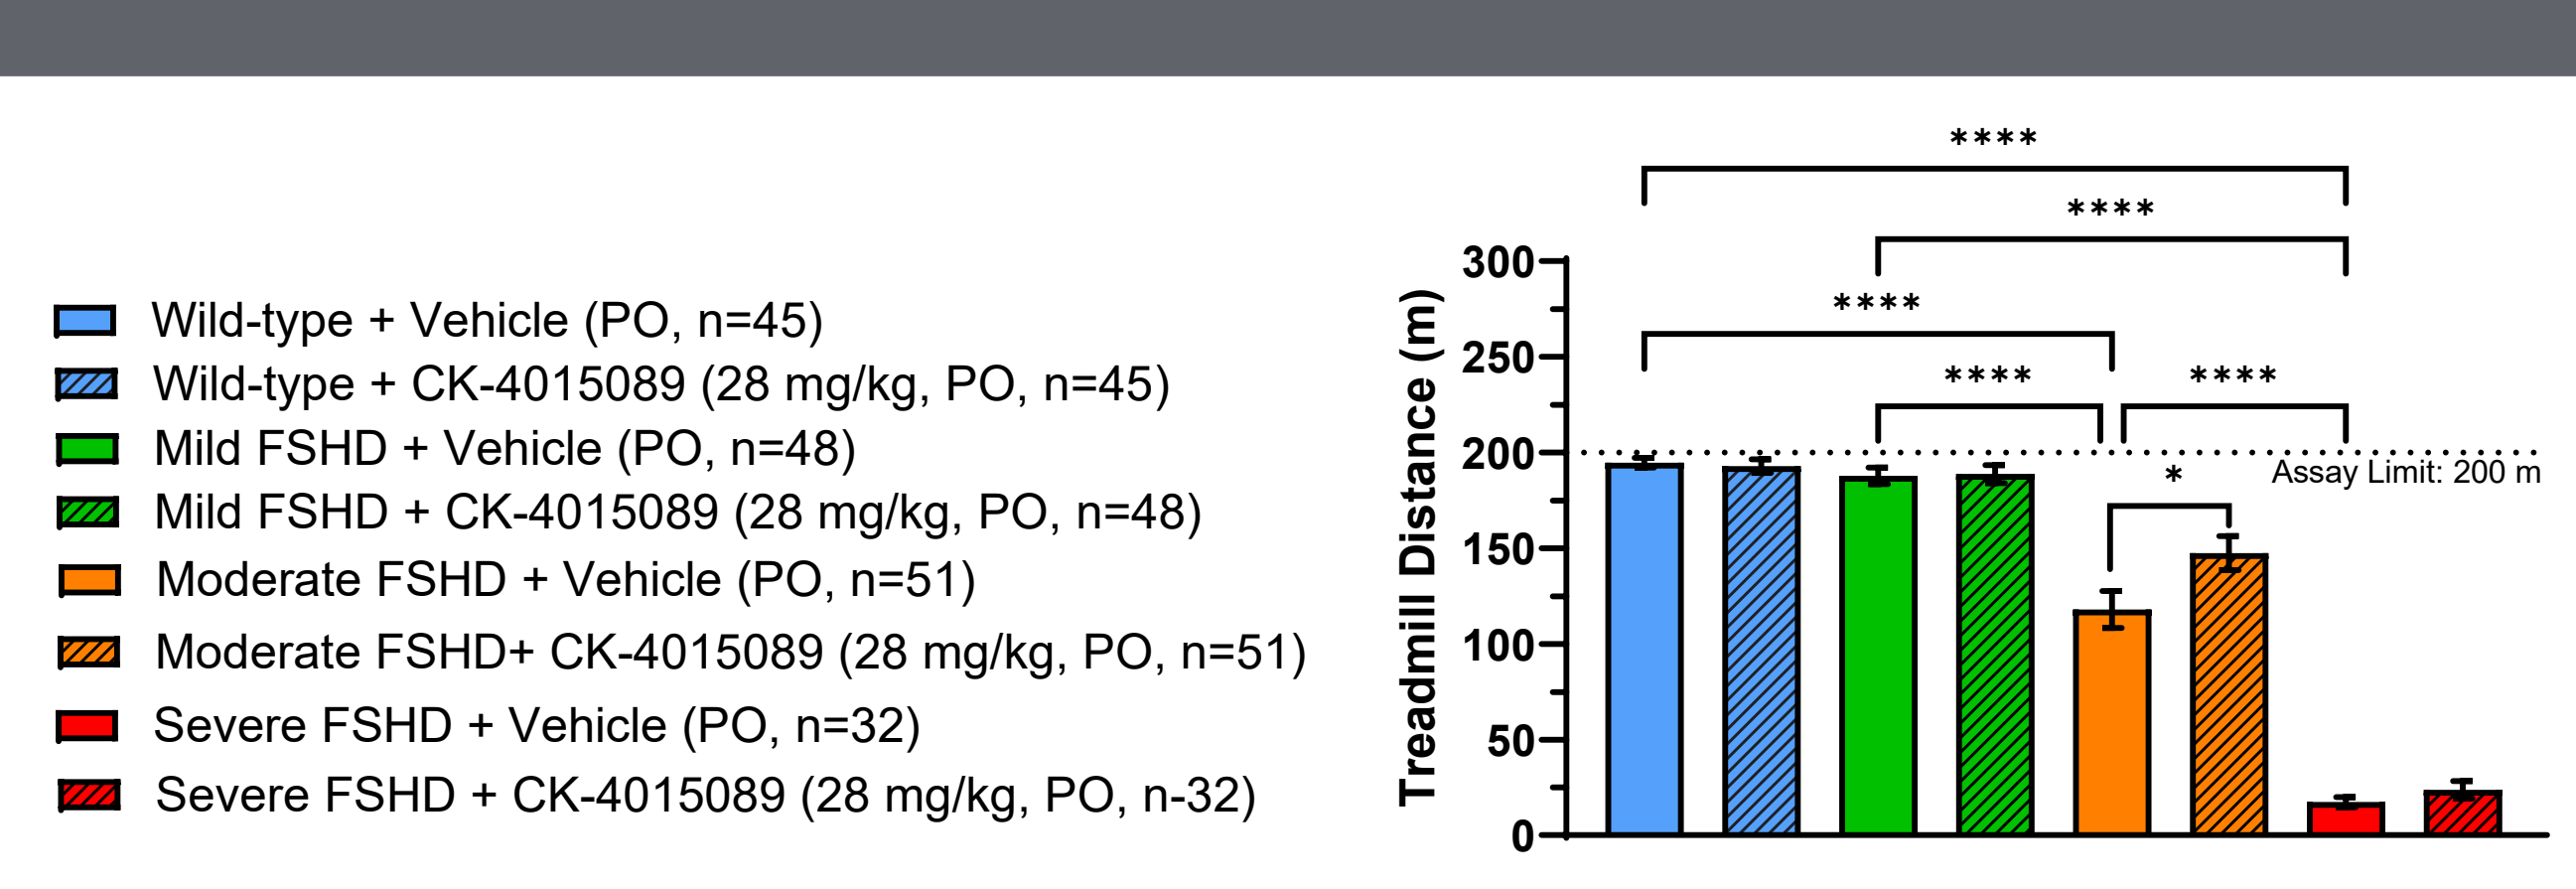 Wild-type + Vehicle (PO, n=45)
Wild-type + CK-4015089 (28 mg/kg, PO, n=45)
Mild FSHD + Vehicle (PO, n=48)
Mild FSHD + CK-4015089 (28 mg/kg, PO, n=48)
Moderate FSHD + Vehicle (PO, n=51)
Moderate FSHD+ CK-4015089 (28 mg/kg, PO, n=51)
Severe FSHD + Vehicle (PO, n=32)
Severe FSHD + CK-4015089 (28 mg/kg, PO, n-32)
Treadmill Distance (m)
300
250
200
150
100
50
0
****
****
****
****
****
*
Assay Limit: 200 m